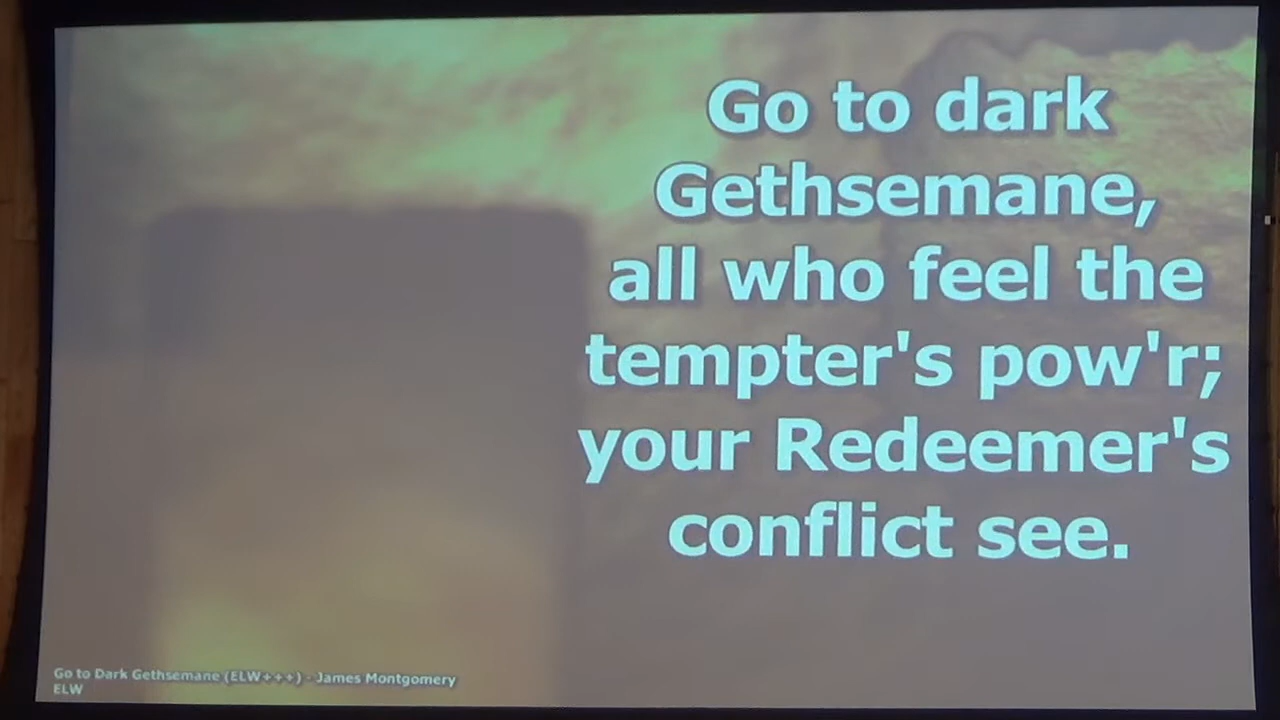 Go to dark
Gethsemane,
all who feel the
tempter's pow'r;
your Redeemer's
conflict see.
Go to Dark Gethsemane (ELW+++) - James Montgomery
ELW